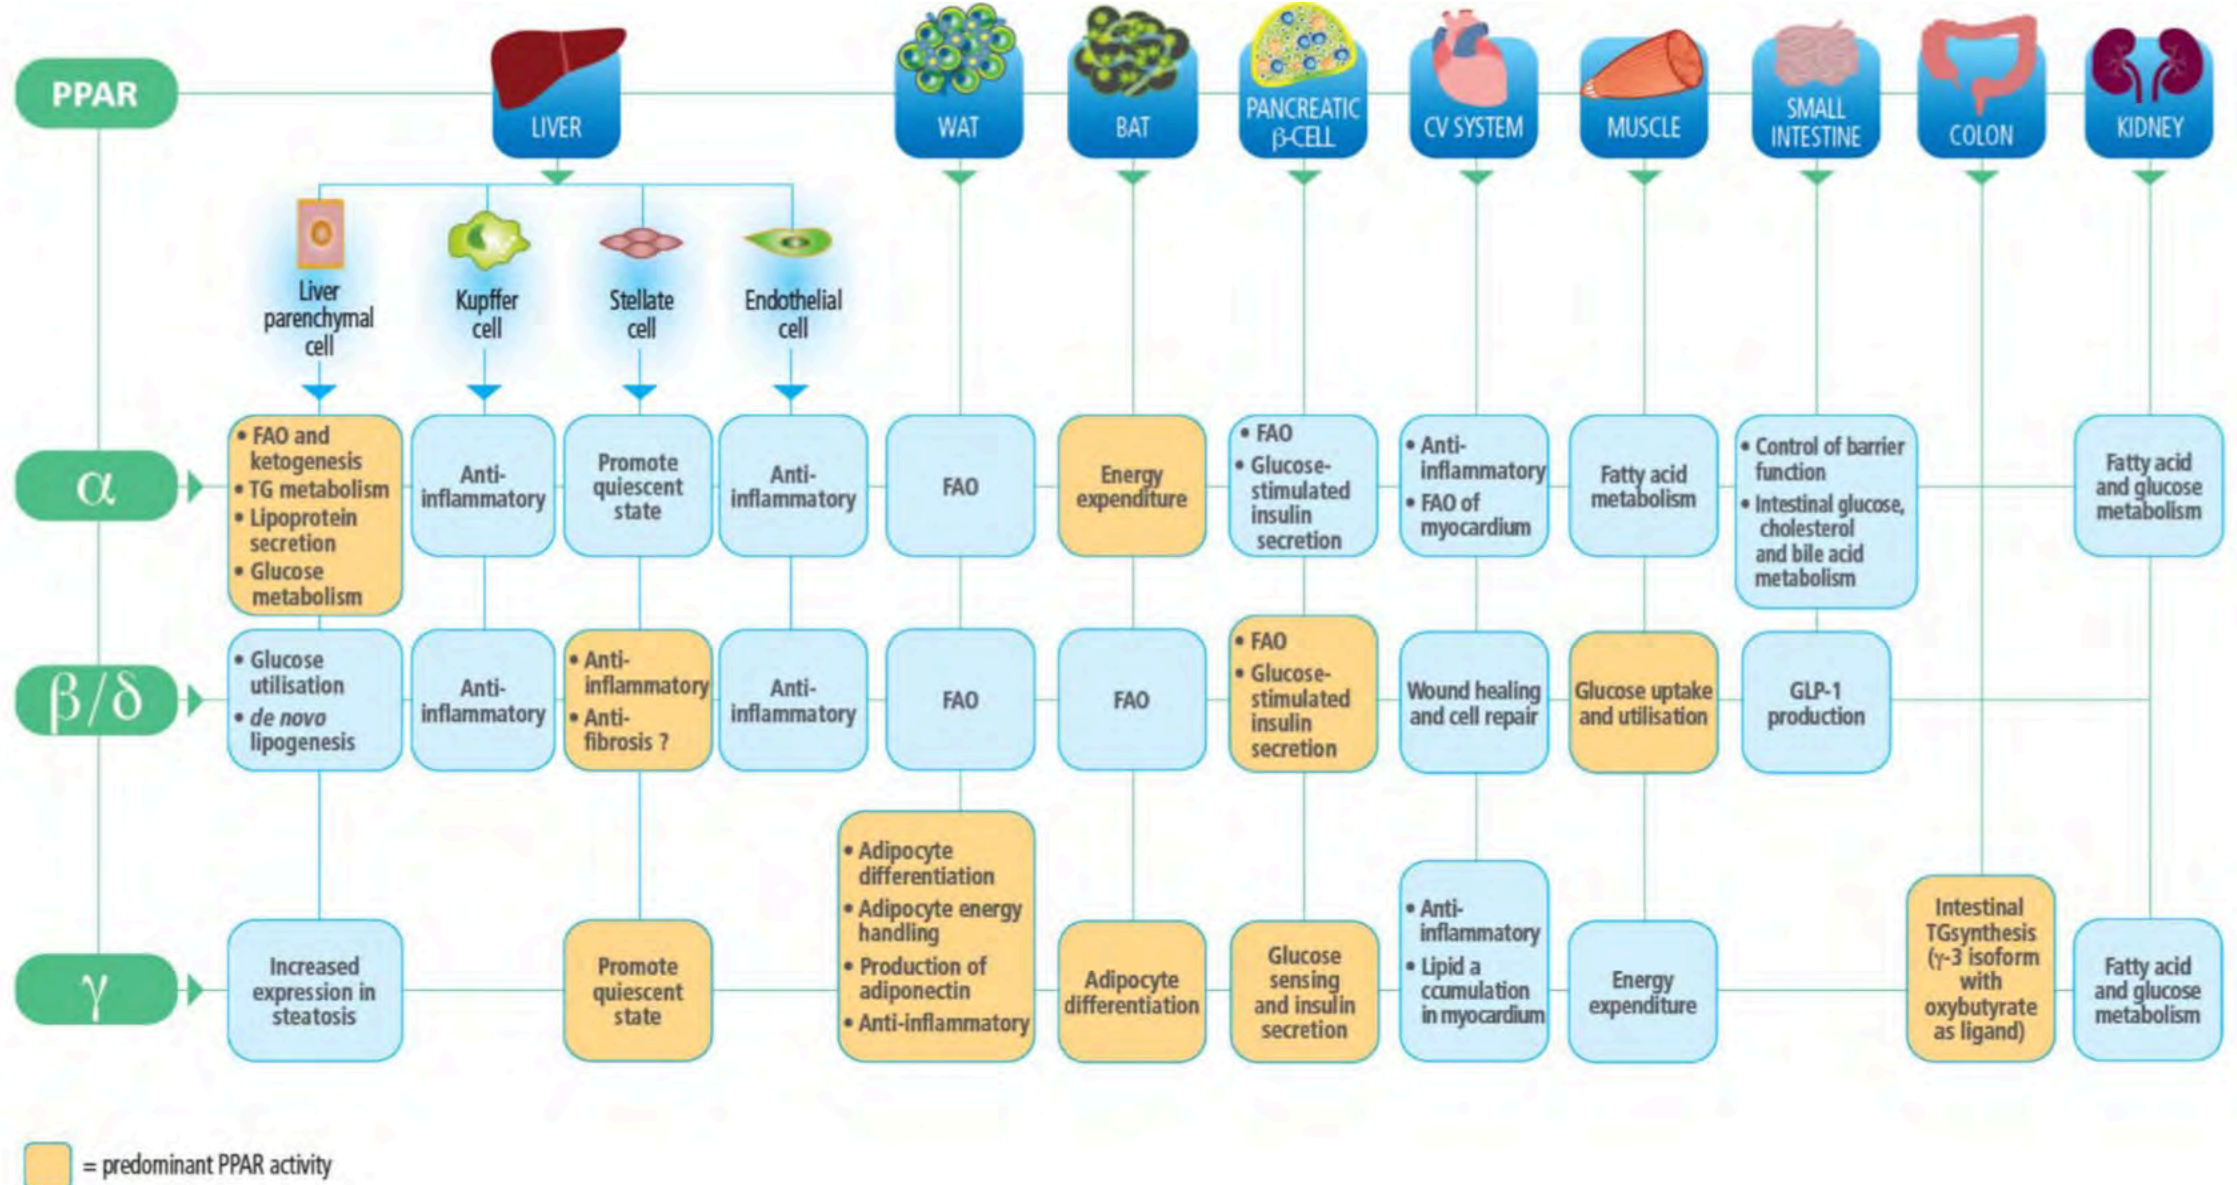 PPAR
LIVER
WAT
BAT
PANCREATIC
β-CELL
CV SYSTEM
MUSCLE
SMALL
INTESTINE
COLON
KIDNEY
Liver
parenchymal
cell
Kupffer
cell
Stellate
cell
Endothelial
cell
α
• FAO and
ketogenesis
• TG metabolism
• Lipoprotein
secretion
• Glucose
metabolism
Anti-
inflammatory
Promote
quiescent
state
Anti-
inflammatory
FAO
Energy
expenditure
• FAO
• Glucose-
stimulated
insulin
secretion
• Anti-
inflammatory
• FAO of
myocardium
Fatty acid
metabolism
• Control of barrier
function
• Intestinal glucose,
cholesterol
and bile acid
metabolism
Fatty acid
and glucose
metabolism
β/δ
• Glucose
utilisation
• de novo
lipogenesis
Anti-
inflammatory
• Anti-
inflammatory
• Anti-
fibrosis ?
Anti-
inflammatory
FAO
FAO
• FAO
• Glucose-
stimulated
insulin
secretion
Wound healing
and cell repair
Glucose uptake
and utilisation
GLP-1
production
γ
Increased
expression in
steatosis
Promote
quiescent
state
• Adipocyte
differentiation
• Adipocyte energy
handling
• Production of
adiponectin
• Anti-inflammatory
Adipocyte
differentiation
Glucose
sensing
and insulin
secretion
• Anti-
inflammatory
• Lipid a
ccumulation
in myocardium
Energy
expenditure
Intestinal
TGsynthesis
(γ-3 isoform
with
oxybutyrate
as ligand)
Fatty acid
and glucose
metabolism
= predominant PPAR activity